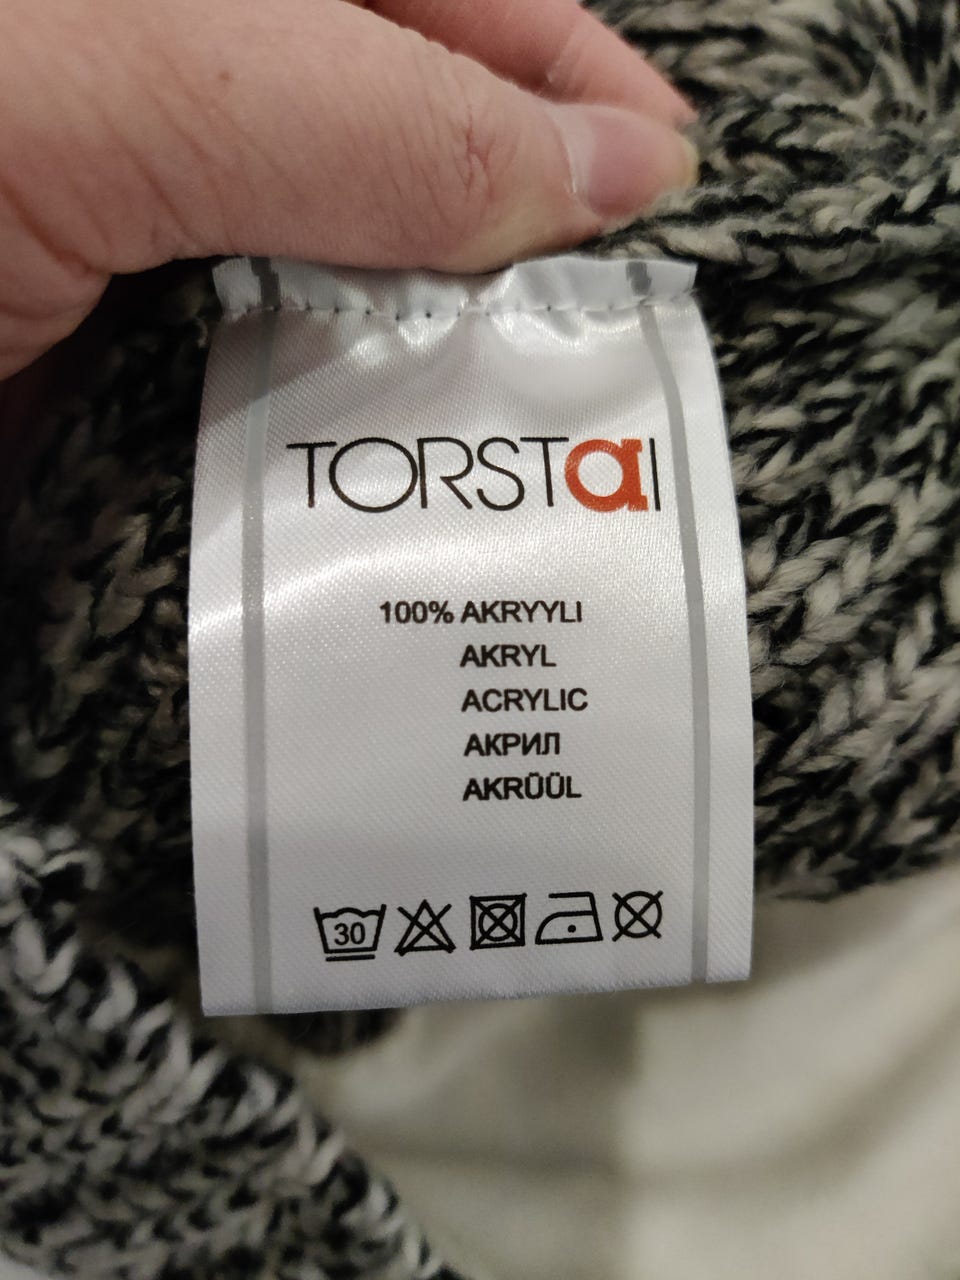 TORSTaI
100% AKRYYLI
AKRYL
ACRYLIC
АКРИЛ
AKRÜÜL
30